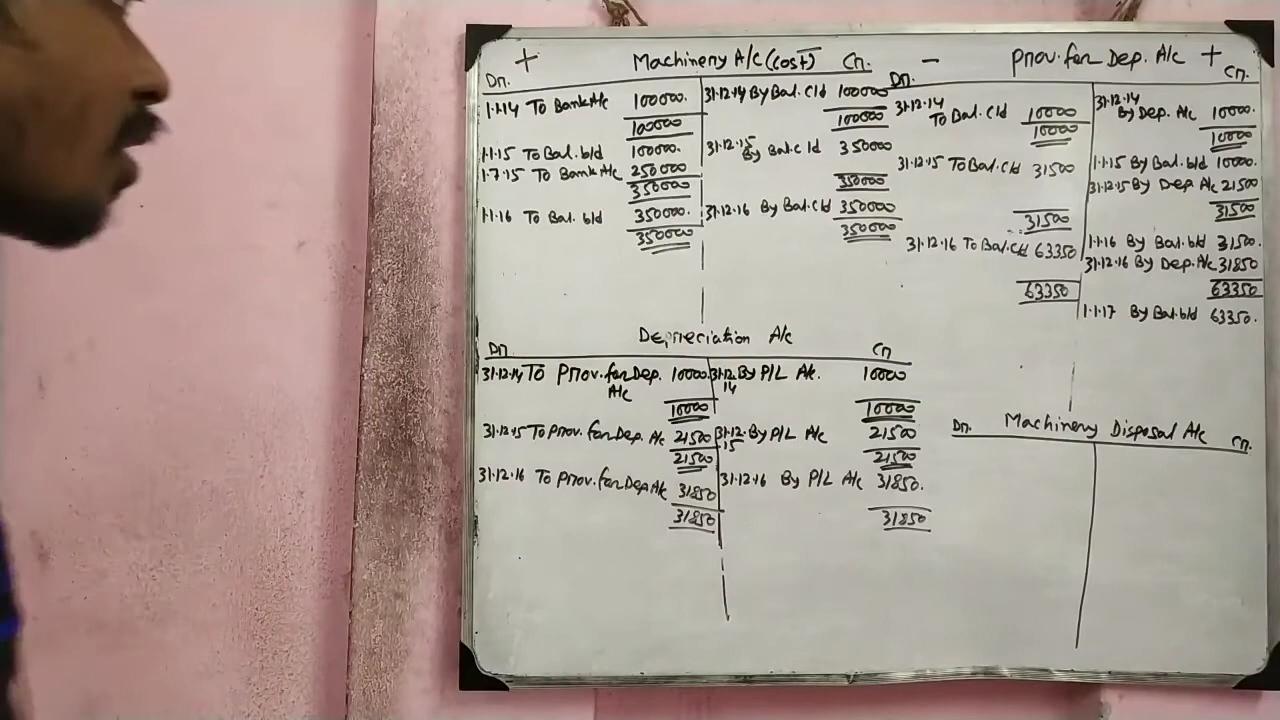 + Machinery A/c (cost) Cr.
Dr.
1.1.14 To Bank A/c 100000. 31.12.14 By Bal. c/d 100000
100000 100000
1.1.15 To Bal. b/d 100000. 31.12.15 By Bal. c/d 350000
1.7.15 To Bank A/c 250000
350000 350000
1.1.16 To Bal. b/d 350000. 31.12.16 By Bal. c/d 350000
350000 350000
- Prov. for Dep. A/c +
Dr. Cr.
31.12.14 To Bal. c/d 10000 31.12.14 By Dep. A/c 10000.
10000 10000
31.12.15 To Bal. c/d 31500 1.1.15 By Bal. b/d 10000.
31.12.15 By Dep A/c 21500
31500 31500
31.12.16 To Bal. c/d 63350 1.1.16 By Bal. b/d 31500.
31.12.16 By Dep. A/c 31850
63350 63350
1.1.17 By Bal. b/d 63350.
Depreciation A/c
Dr. Cr
31.12.14 To Prov. for Dep. A/c 10000. 31.12.14 By P/L A/c. 10000
10000 10000
31.12.15 To Prov. for Dep. A/c 21500 31.12.15 By P/L A/c 21500
21500 21500
31.12.16 To Prov. for Dep A/c 31850 31.12.16 By P/L A/c 31850.
31850 31850
Machinery Disposal A/c
Dr. Cr.